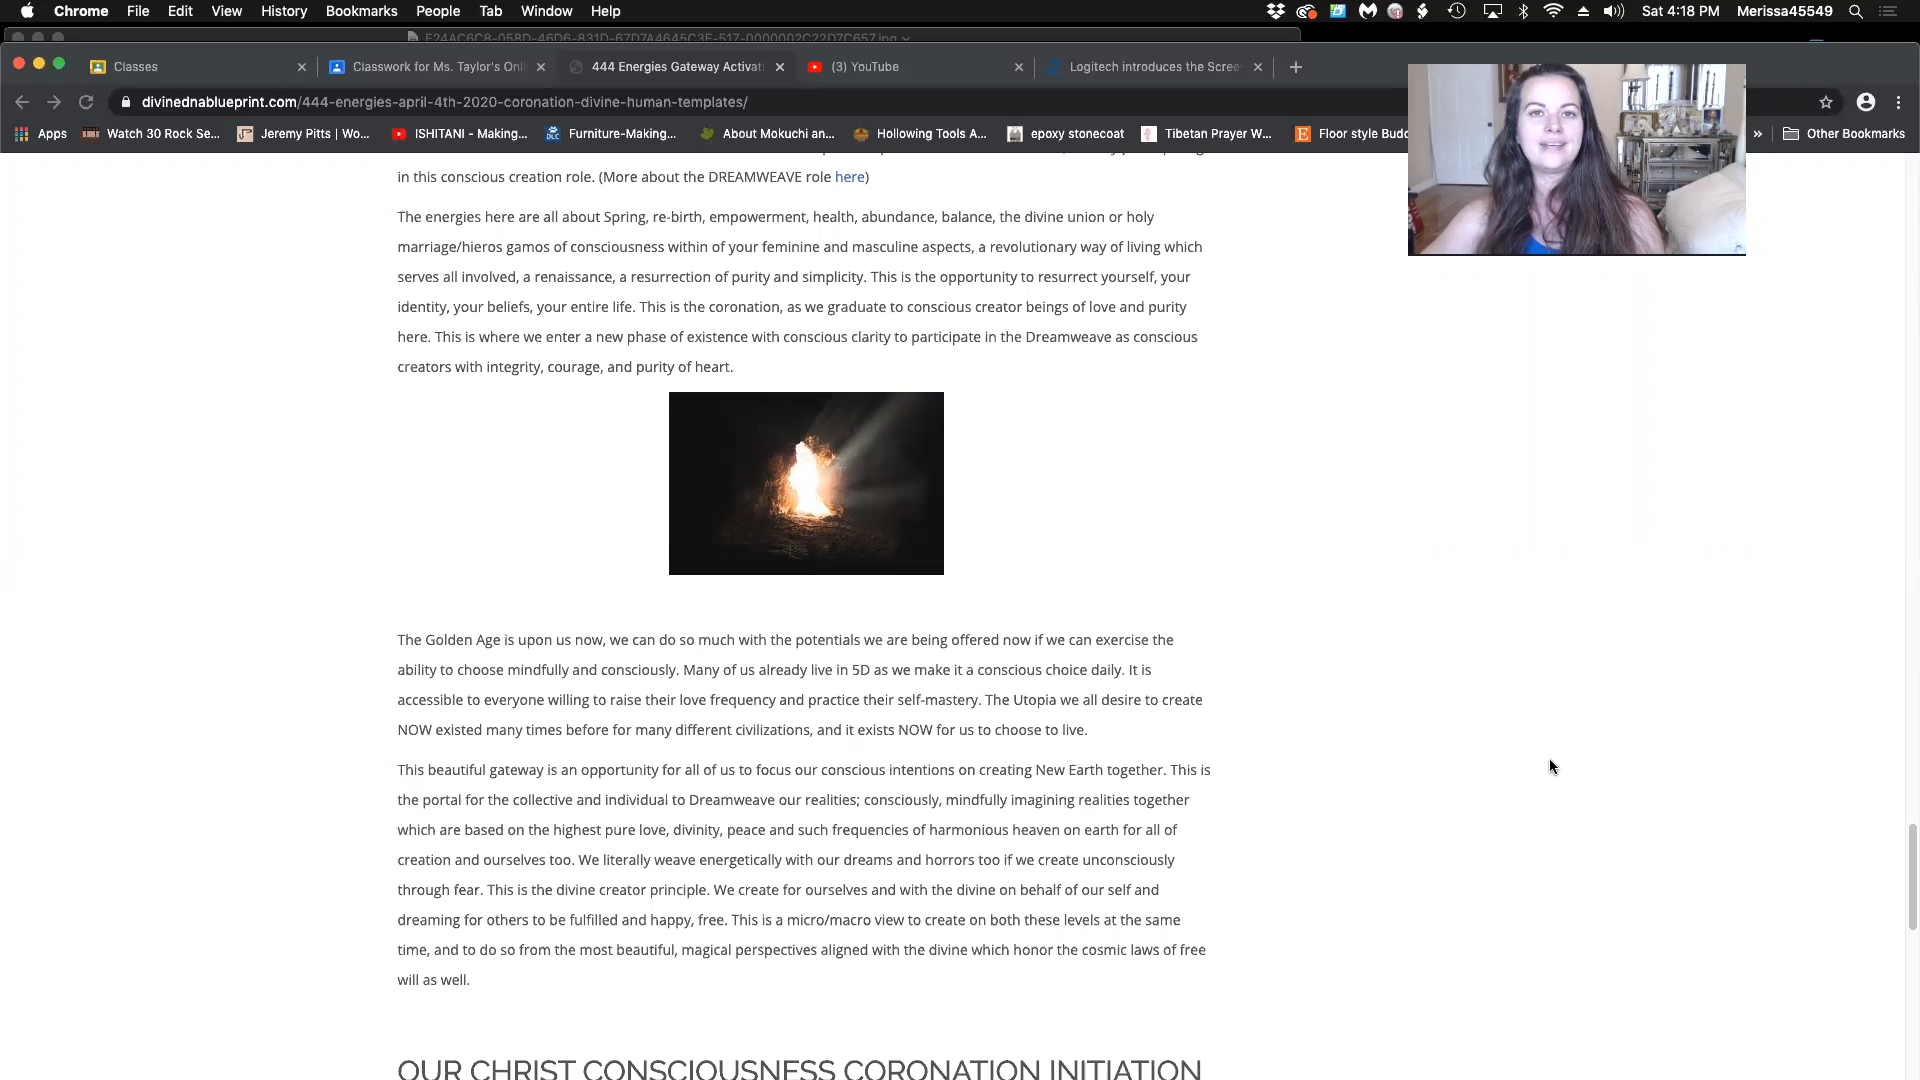 Chrome File Edit View History Bookmarks People Tab Window Help Sat 4:18 PM Merissa45549
E24AC6C8-058D-46D6-831D-67D7A4645C3F-517-0000002C22D7C657.jpg
Classes
Classwork for Ms. Taylor's Onli
444 Energies Gateway Activati
(3) YouTube
Logitech introduces the Scree
divinednablueprint.com/444-energies-april-4th-2020-coronation-divine-human-templates/
Apps Watch 30 Rock Se... Jeremy Pitts | Wo... ISHITANI - Making... Furniture-Making... About Mokuchi an... Hollowing Tools A... epoxy stonecoat Tibetan Prayer W... Floor style Budd » Other Bookmarks
in this conscious creation role. (More about the DREAMWEAVE role here)
The energies here are all about Spring, re-birth, empowerment, health, abundance, balance, the divine union or holy
marriage/hieros gamos of consciousness within of your feminine and masculine aspects, a revolutionary way of living which
serves all involved, a renaissance, a resurrection of purity and simplicity. This is the opportunity to resurrect yourself, your
identity, your beliefs, your entire life. This is the coronation, as we graduate to conscious creator beings of love and purity
here. This is where we enter a new phase of existence with conscious clarity to participate in the Dreamweave as conscious
creators with integrity, courage, and purity of heart.
The Golden Age is upon us now, we can do so much with the potentials we are being offered now if we can exercise the
ability to choose mindfully and consciously. Many of us already live in 5D as we make it a conscious choice daily. It is
accessible to everyone willing to raise their love frequency and practice their self-mastery. The Utopia we all desire to create
NOW existed many times before for many different civilizations, and it exists NOW for us to choose to live.
This beautiful gateway is an opportunity for all of us to focus our conscious intentions on creating New Earth together. This is
the portal for the collective and individual to Dreamweave our realities; consciously, mindfully imagining realities together
which are based on the highest pure love, divinity, peace and such frequencies of harmonious heaven on earth for all of
creation and ourselves too. We literally weave energetically with our dreams and horrors too if we create unconsciously
through fear. This is the divine creator principle. We create for ourselves and with the divine on behalf of our self and
dreaming for others to be fulfilled and happy, free. This is a micro/macro view to create on both these levels at the same
time, and to do so from the most beautiful, magical perspectives aligned with the divine which honor the cosmic laws of free
will as well.
OUR CHRIST CONSCIOUSNESS CORONATION INITIATION